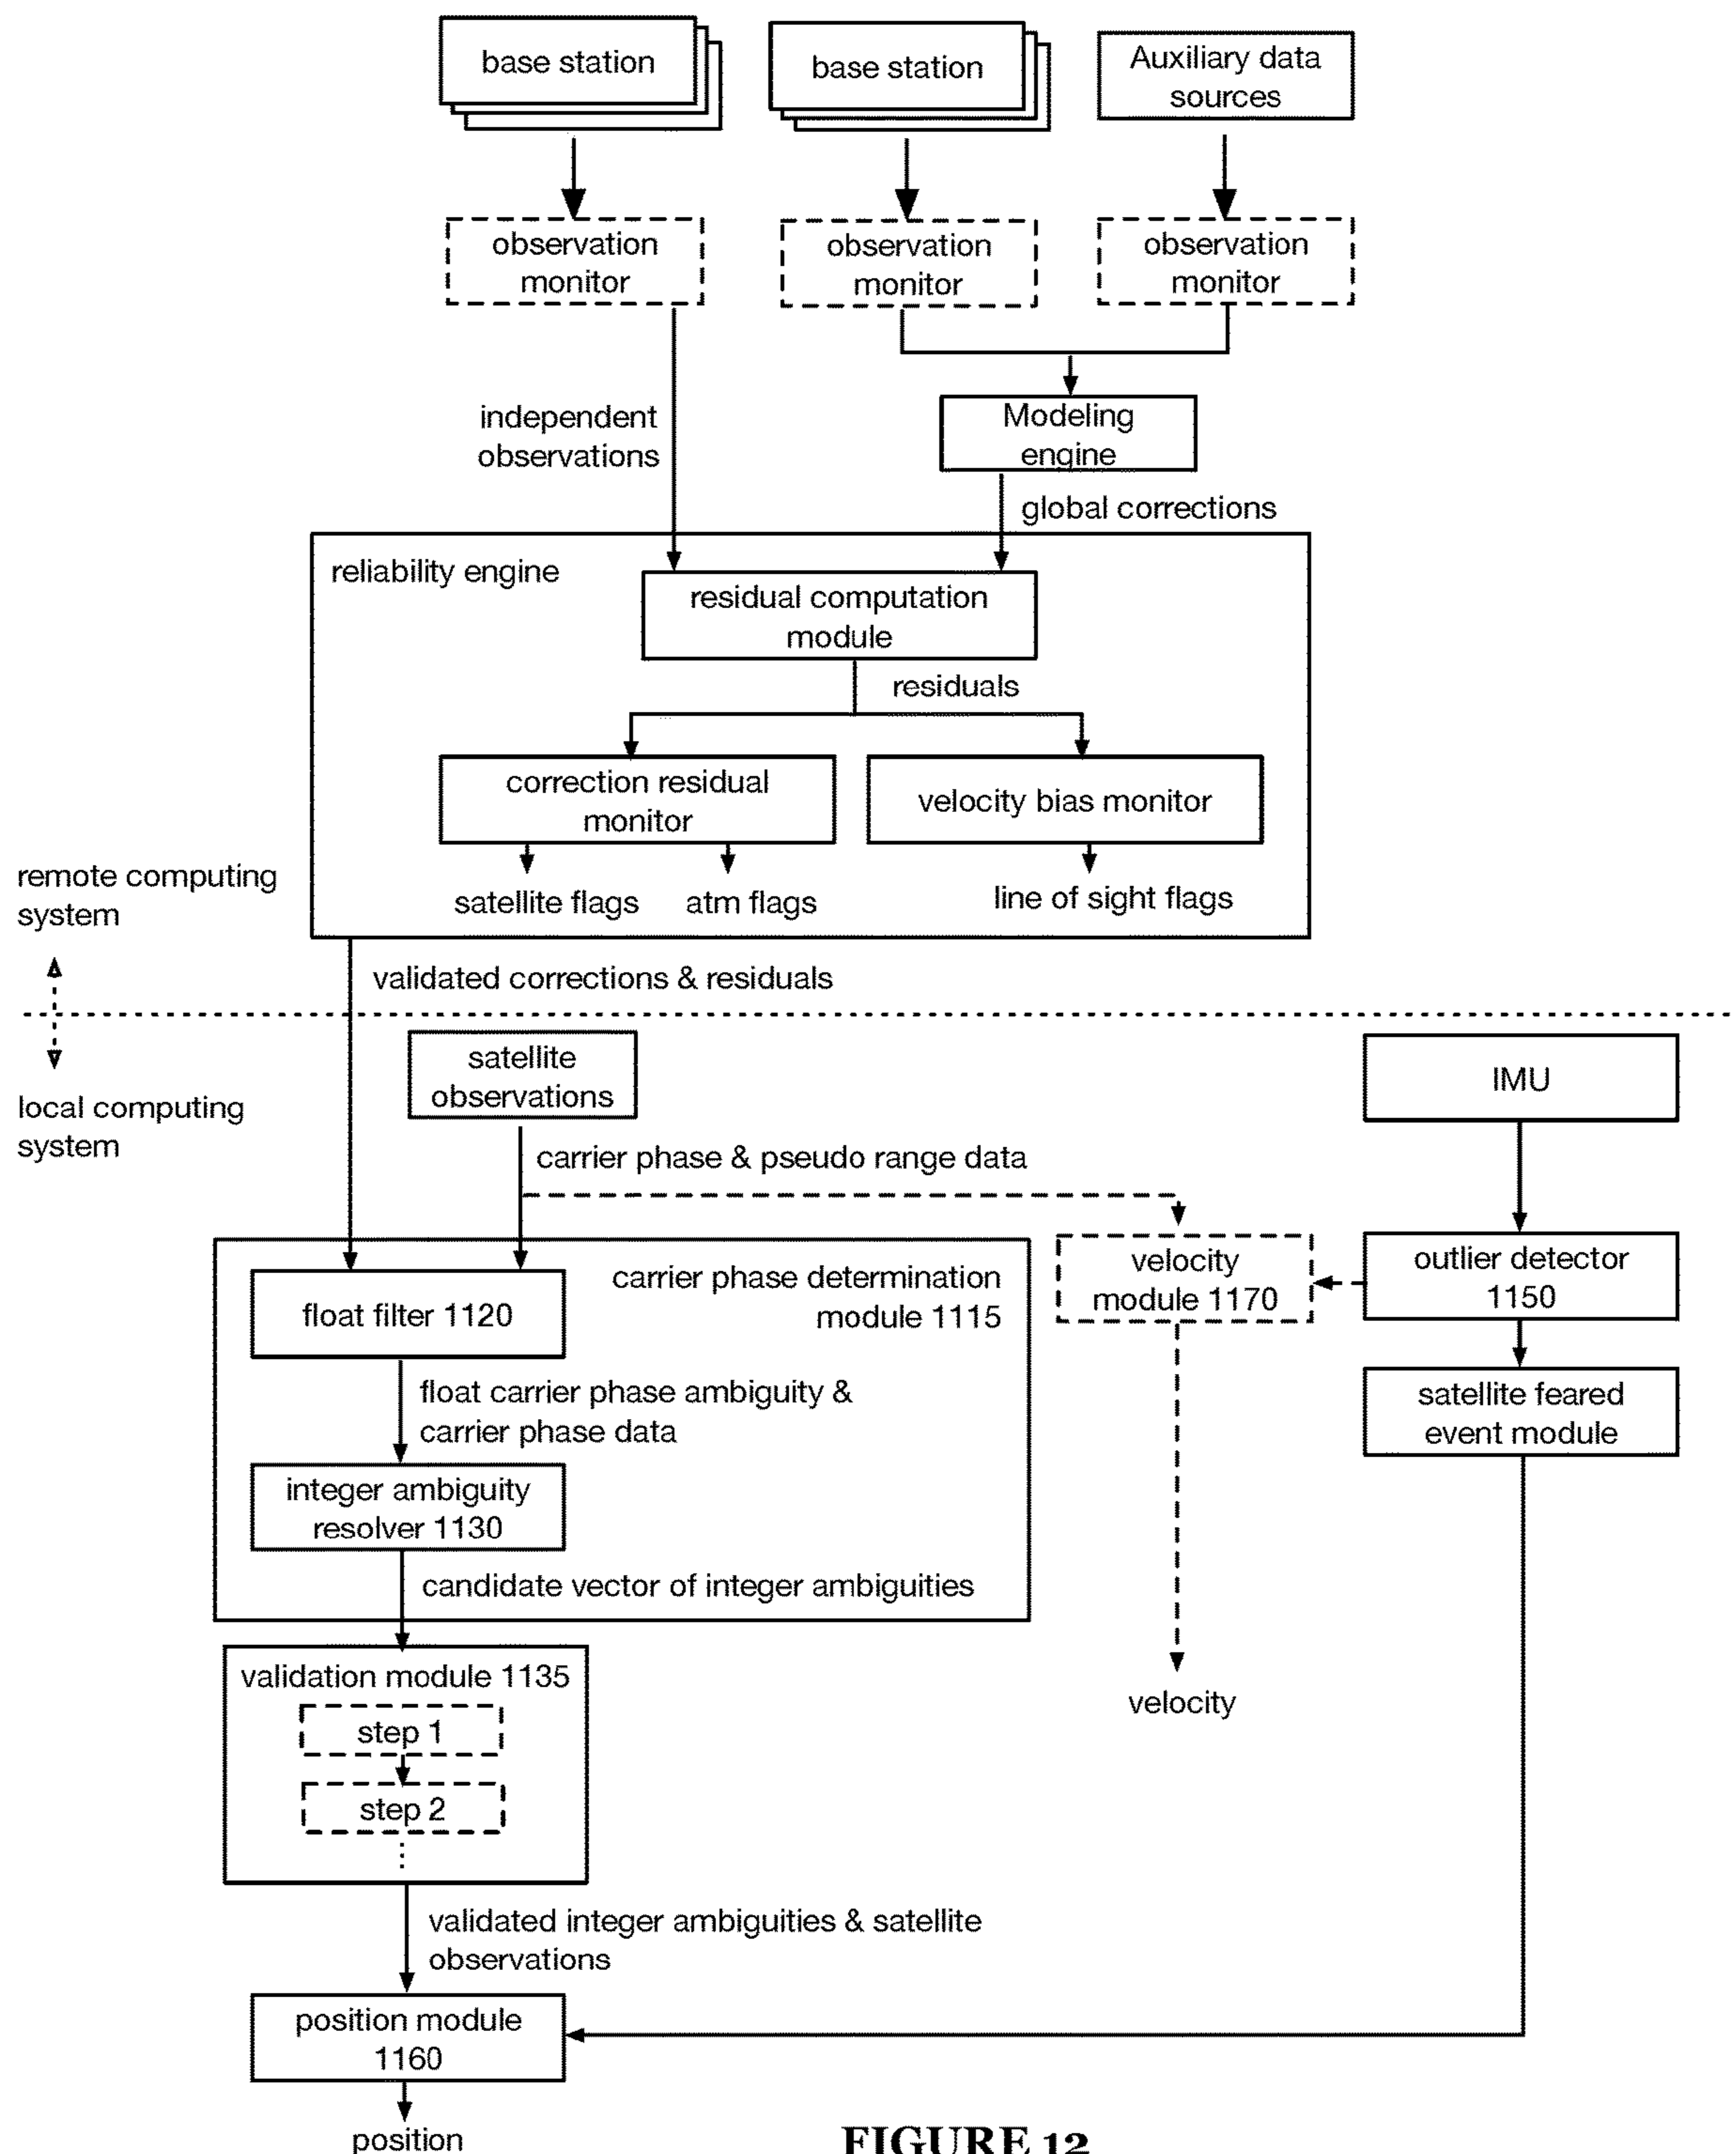 base station
base station
Auxiliary data
sources
observation
monitor
observation
monitor
observation
monitor
independent
observations
Modeling
engine
global corrections
reliability engine
residual computation
module
residuals
correction residual
monitor
velocity bias monitor
satellite flags
atm flags
line of sight flags
remote computing
system
validated corrections & residuals
local computing
system
satellite
observations
IMU
carrier phase & pseudo range data
carrier phase determination
module 1115
float filter 1120
velocity
module 1170
outlier detector
1150
float carrier phase ambiguity &
carrier phase data
satellite feared
event module
integer ambiguity
resolver 1130
candidate vector of integer ambiguities
validation module 1135
step 1
step 2
velocity
validated integer ambiguities & satellite
observations
position module
1160
position
FIGURE 12